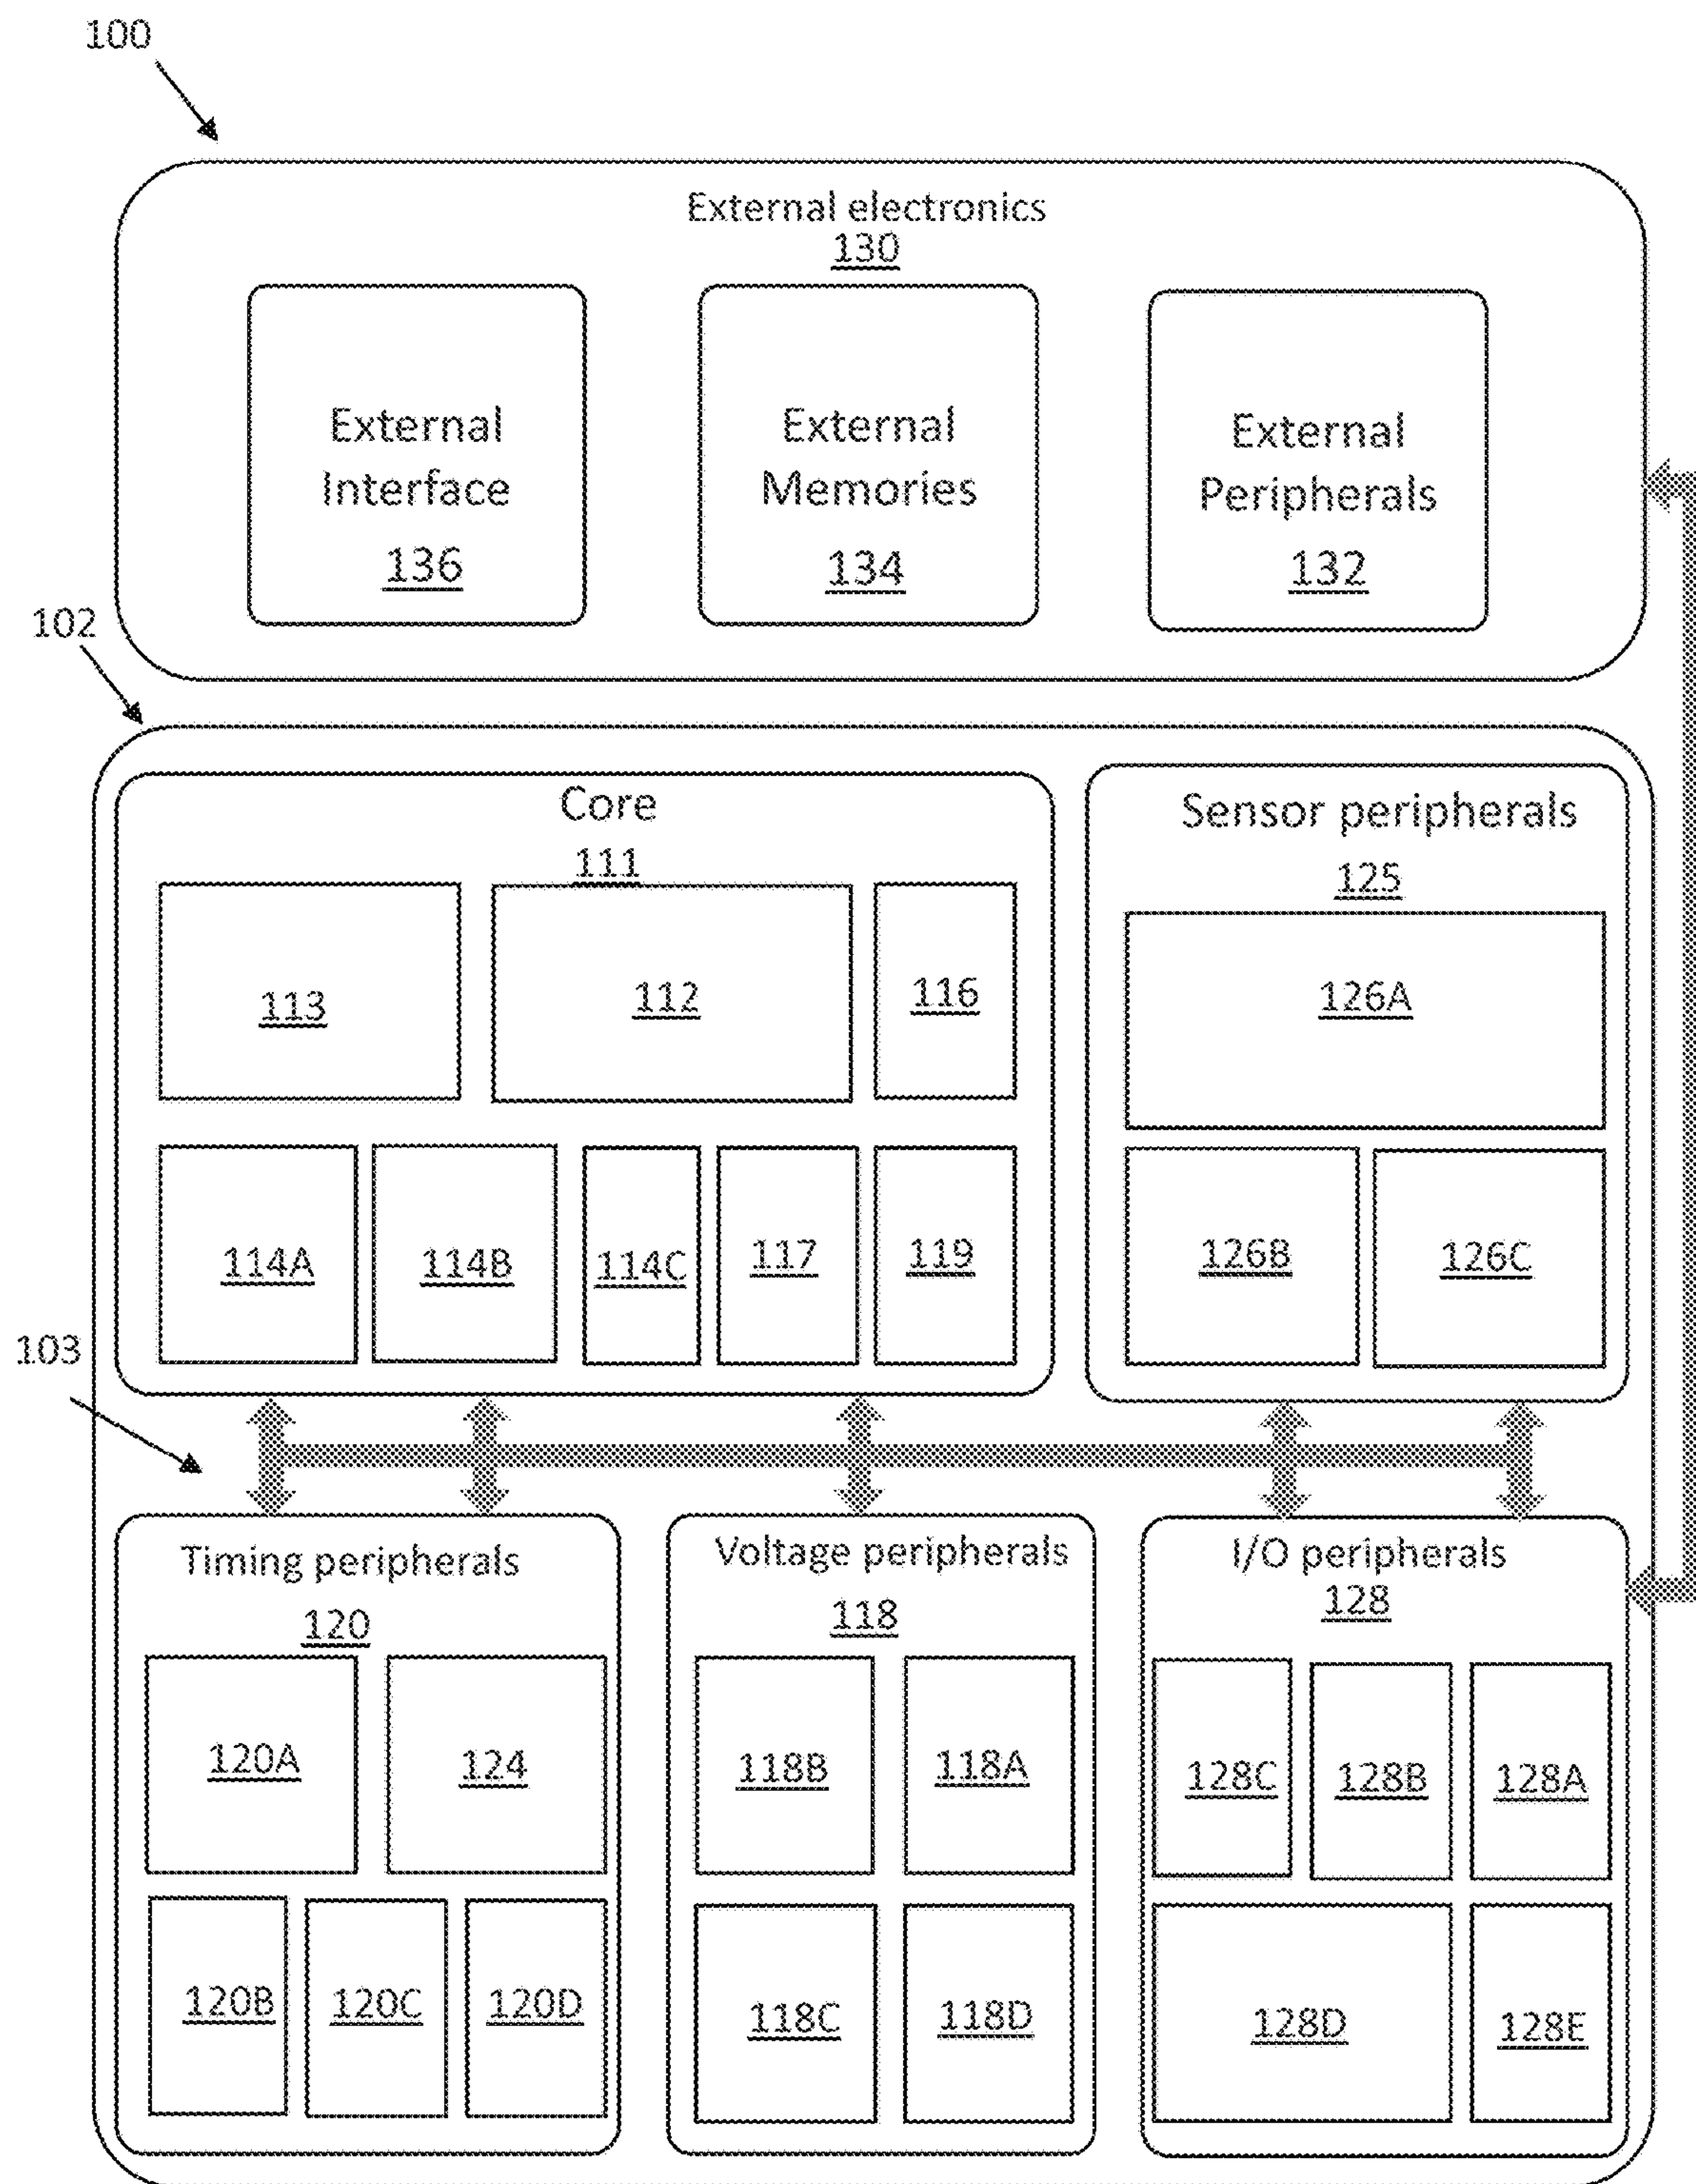 100
External electronics
130
External
Interface
136
External
Memories
134
External
Peripherals
132
102
Core
111
113
112
116
114A
114B
114C
117
119
Sensor peripherals
125
126A
126B
126C
103
Timing peripherals
120
120A
124
120B
120C
120D
Voltage peripherals
118
118B
118A
118C
118D
I/O peripherals
128
128C
128B
128A
128D
128E